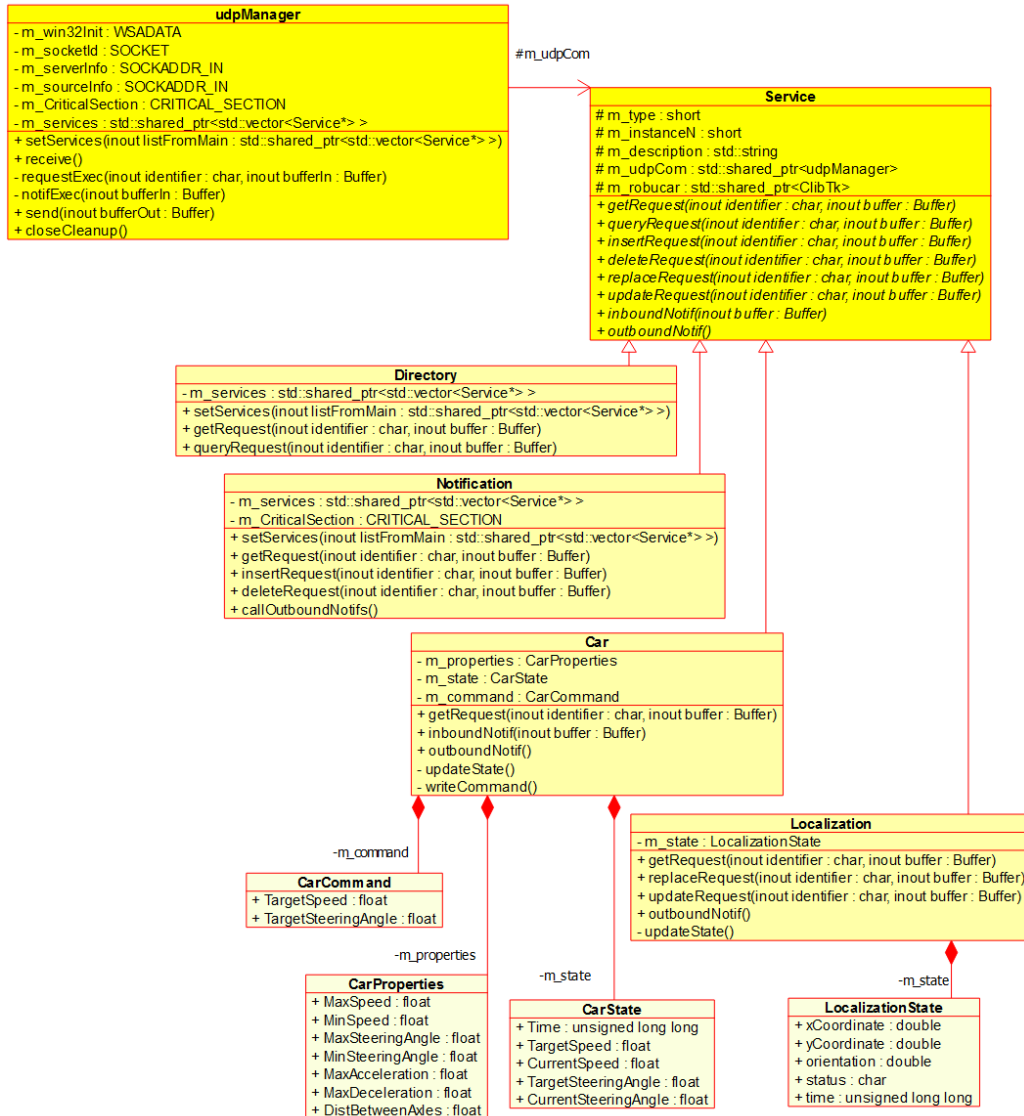 udpManager
- m_win32Init : WSADATA
- m_socketId : SOCKET
- m_serverInfo : SOCKADDR_IN
- m_sourceInfo : SOCKADDR_IN
- m_CriticalSection : CRITICAL_SECTION
- m_services : std::shared_ptr<std::vector<Service*> >
+ setServices(inout listFromMain : std::shared_ptr<std::vector<Service*> >)
+ receive()
- requestExec(inout identifier : char, inout bufferIn : Buffer)
- notifExec(inout bufferIn : Buffer)
+ send(inout bufferOut : Buffer)
+ closeCleanup()
#m_udpCom
Service
# m_type : short
# m_instanceN : short
# m_description : std::string
# m_udpCom : std::shared_ptr<udpManager>
# m_robucar : std::shared_ptr<ClibTk>
+ getRequest(inout identifier : char, inout buffer : Buffer)
+ queryRequest(inout identifier : char, inout buffer : Buffer)
+ insertRequest(inout identifier : char, inout buffer : Buffer)
+ deleteRequest(inout identifier : char, inout buffer : Buffer)
+ replaceRequest(inout identifier : char, inout buffer : Buffer)
+ updateRequest(inout identifier : char, inout buffer : Buffer)
+ inboundNotif(inout buffer : Buffer)
+ outboundNotif()
Directory
- m_services : std::shared_ptr<std::vector<Service*> >
+ setServices(inout listFromMain : std::shared_ptr<std::vector<Service*> >)
+ getRequest(inout identifier : char, inout buffer : Buffer)
+ queryRequest(inout identifier : char, inout buffer : Buffer)
Notification
- m_services : std::shared_ptr<std::vector<Service*> >
- m_CriticalSection : CRITICAL_SECTION
+ setServices(inout listFromMain : std::shared_ptr<std::vector<Service*> >)
+ getRequest(inout identifier : char, inout buffer : Buffer)
+ insertRequest(inout identifier : char, inout buffer : Buffer)
+ deleteRequest(inout identifier : char, inout buffer : Buffer)
+ callOutboundNotifs()
Car
- m_properties : CarProperties
- m_state : CarState
- m_command : CarCommand
+ getRequest(inout identifier : char, inout buffer : Buffer)
+ inboundNotif(inout buffer : Buffer)
+ outboundNotif()
- updateState()
- writeCommand()
Localization
- m_state : LocalizationState
+ getRequest(inout identifier : char, inout buffer : Buffer)
+ replaceRequest(inout identifier : char, inout buffer : Buffer)
+ updateRequest(inout identifier : char, inout buffer : Buffer)
+ outboundNotif()
- updateState()
-m_command
CarCommand
+ TargetSpeed : float
+ TargetSteeringAngle : float
-m_properties
CarProperties
+ MaxSpeed : float
+ MinSpeed : float
+ MaxSteeringAngle : float
+ MinSteeringAngle : float
+ MaxAcceleration : float
+ MaxDeceleration : float
+ DistBetweenAxles : float
-m_state
CarState
+ Time : unsigned long long
+ TargetSpeed : float
+ CurrentSpeed : float
+ TargetSteeringAngle : float
+ CurrentSteeringAngle : float
-m_state
LocalizationState
+ xCoordinate : double
+ yCoordinate : double
+ orientation : double
+ status : char
+ time : unsigned long long